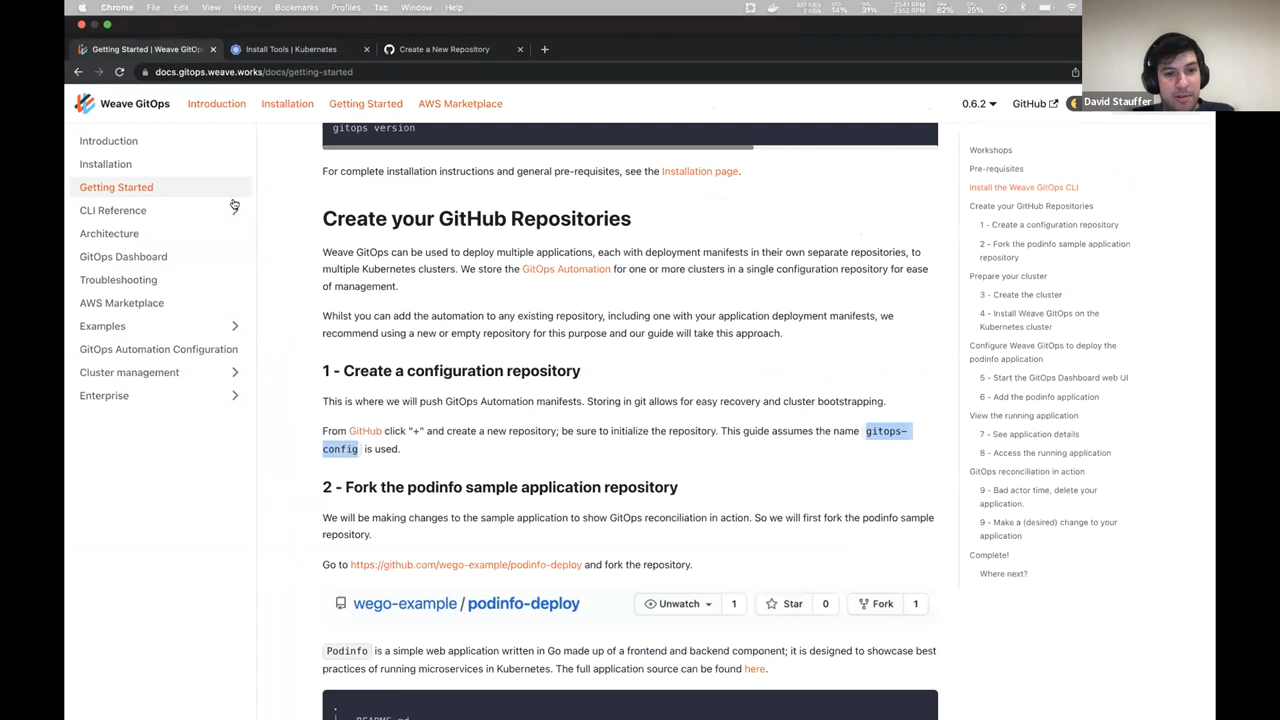 Chrome File Edit View History Bookmarks Profiles Tab Window Help
Getting Started | Weave GitOp
Install Tools | Kubernetes
Create a New Repository
docs.gitops.weave.works/docs/getting-started
David Stauffer
Weave GitOps Introduction Installation Getting Started AWS Marketplace 0.6.2 GitHub
Introduction
Installation
Getting Started
CLI Reference
Architecture
GitOps Dashboard
Troubleshooting
AWS Marketplace
Examples
GitOps Automation Configuration
Cluster management
Enterprise
gitops version
For complete installation instructions and general pre-requisites, see the Installation page.
Create your GitHub Repositories
Weave GitOps can be used to deploy multiple applications, each with deployment manifests in their own separate repositories, to
multiple Kubernetes clusters. We store the GitOps Automation for one or more clusters in a single configuration repository for ease
of management.
Whilst you can add the automation to any existing repository, including one with your application deployment manifests, we
recommend using a new or empty repository for this purpose and our guide will take this approach.
1 - Create a configuration repository
This is where we will push GitOps Automation manifests. Storing in git allows for easy recovery and cluster bootstrapping.
From GitHub click "+" and create a new repository; be sure to initialize the repository. This guide assumes the name gitops-
config is used.
2 - Fork the podinfo sample application repository
We will be making changes to the sample application to show GitOps reconciliation in action. So we will first fork the podinfo sample
repository.
Go to https://github.com/wego-example/podinfo-deploy and fork the repository.
wego-example / podinfo-deploy Unwatch 1 Star 0 Fork 1
Podinfo is a simple web application written in Go made up of a frontend and backend component; it is designed to showcase best
practices of running microservices in Kubernetes. The full application source can be found here.
.
README.md
Workshops
Pre-requisites
Install the Weave GitOps CLI
Create your GitHub Repositories
1 - Create a configuration repository
2 - Fork the podinfo sample application
repository
Prepare your cluster
3 - Create the cluster
4 - Install Weave GitOps on the
Kubernetes cluster
Configure Weave GitOps to deploy the
podinfo application
5 - Start the GitOps Dashboard web UI
6 - Add the podinfo application
View the running application
7 - See application details
8 - Access the running application
GitOps reconciliation in action
9 - Bad actor time, delete your
application.
9 - Make a (desired) change to your
application
Complete!
Where next?